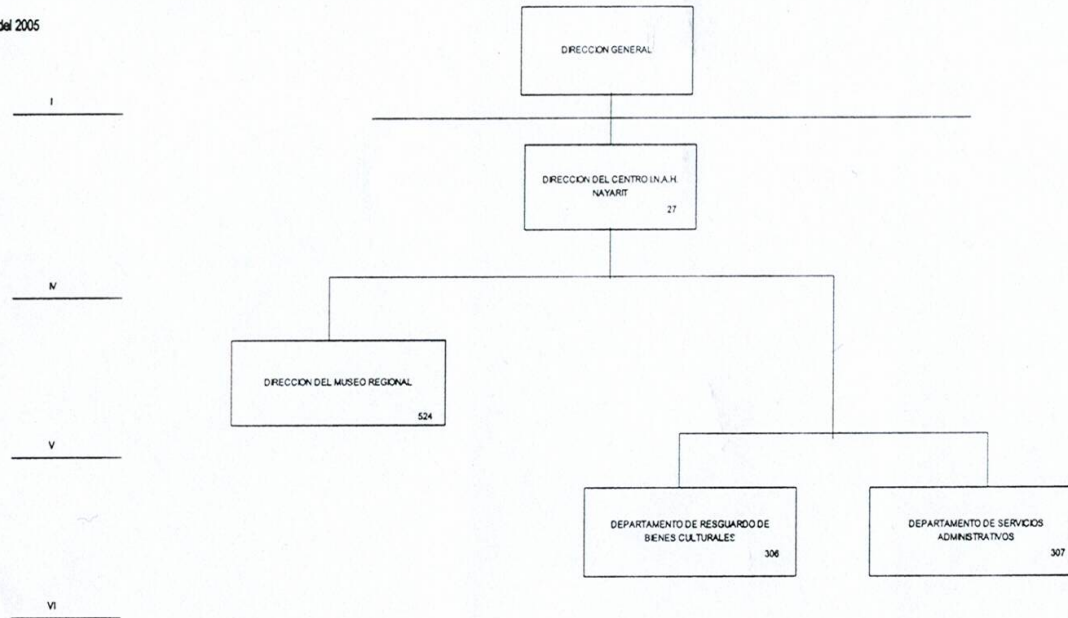 del 2005
DIRECCION GENERAL
I
DIRECCION DEL CENTRO I.N.A.H.
NAYARIT
27
IV
DIRECCION DEL MUSEO REGIONAL
524
V
DEPARTAMENTO DE RESGUARDO DE
BIENES CULTURALES
306
DEPARTAMENTO DE SERVICIOS
ADMINISTRATIVOS
307
VI